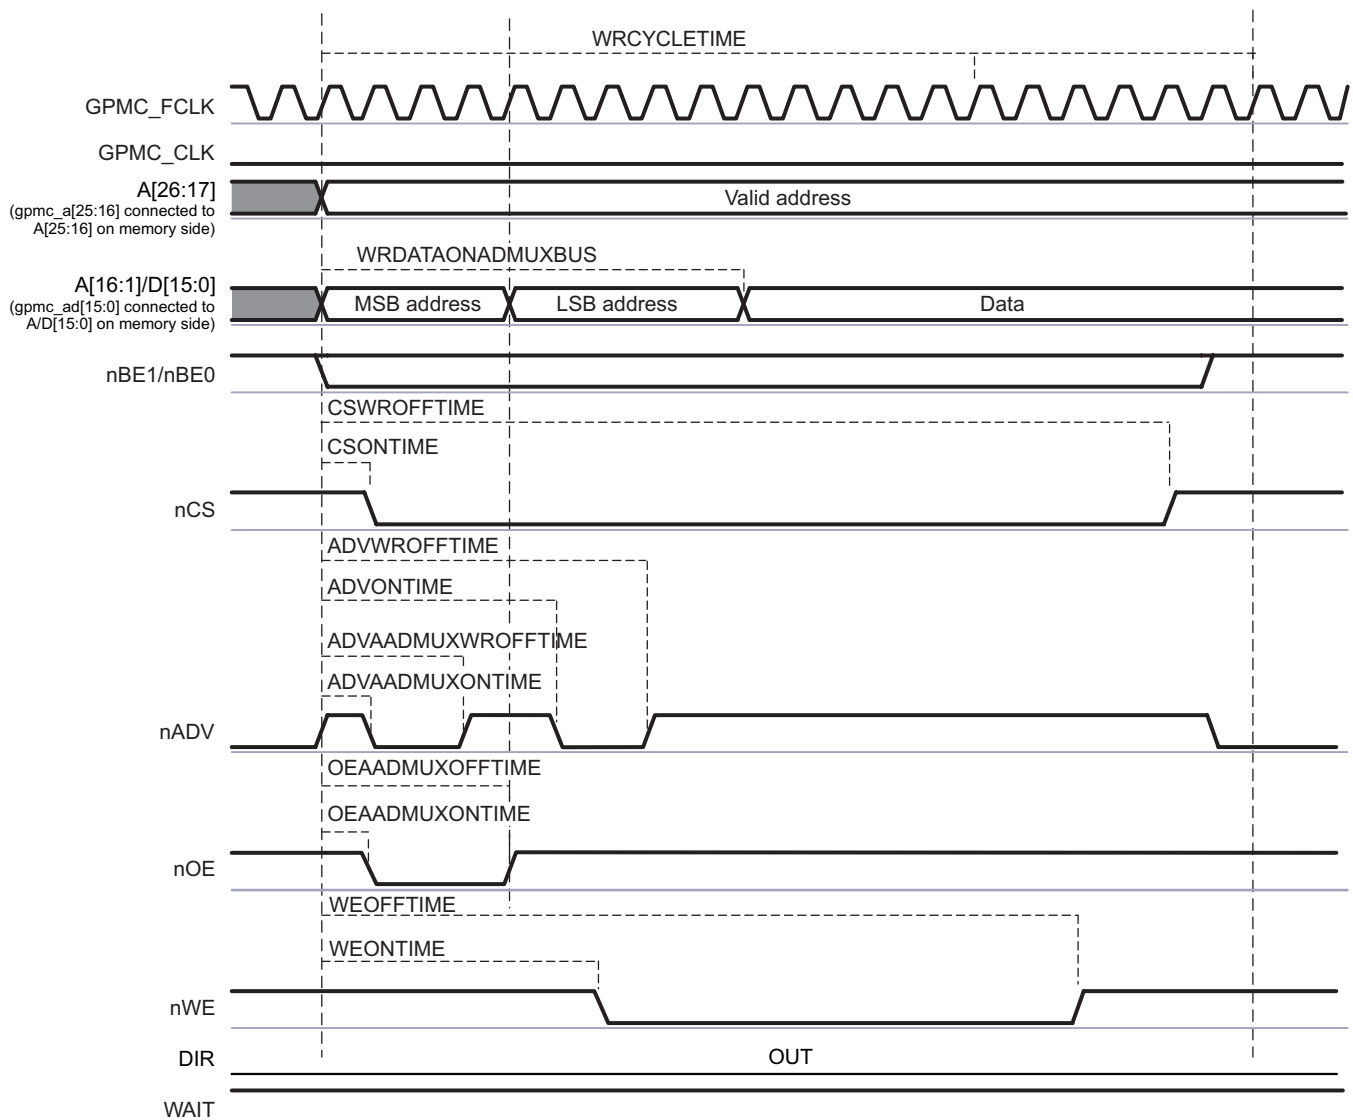 WRCYCLETIME
GPMC_FCLK
GPMC_CLK
A[26:17]
(gpmc_a[25:16] connected to
A[25:16] on memory side)
Valid address
WRDATAONADMUXBUS
A[16:1]/D[15:0]
(gpmc_ad[15:0] connected to
A/D[15:0] on memory side)
MSB address
LSB address
Data
nBE1/nBE0
CSWROFFTIME
CSONTIME
nCS
ADVWROFFTIME
ADVONTIME
ADVAADMUXWROFFTIME
ADVAADMUXONTIME
nADV
OEAADMUXOFFTIME
OEAADMUXONTIME
nOE
WEOFFTIME
WEONTIME
nWE
DIR
OUT
WAIT